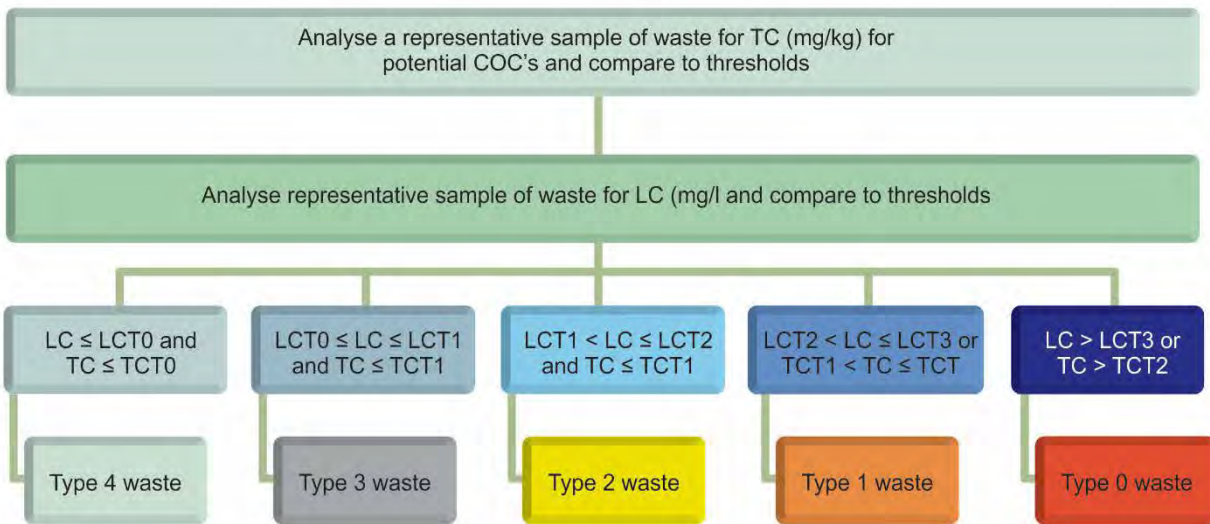 Analyse a representative sample of waste for TC (mg/kg) for
potential COC's and compare to thresholds
Analyse representative sample of waste for LC (mg/l and compare to thresholds
LC ≤ LCT0 and
TC ≤ TCT0
LCT0 ≤ LC ≤ LCT1
and TC ≤ TCT1
LCT1 < LC ≤ LCT2
and TC ≤ TCT1
LCT2 < LC ≤ LCT3 or
TCT1 < TC ≤ TCT
LC > LCT3 or
TC > TCT2
Type 4 waste
Type 3 waste
Type 2 waste
Type 1 waste
Type 0 waste